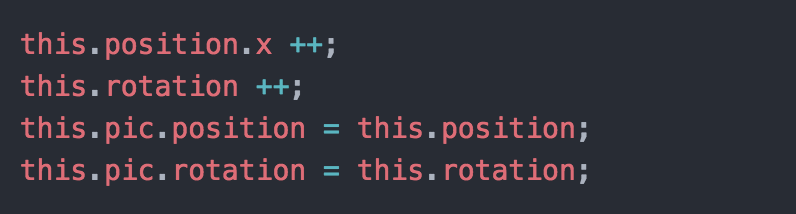 this.position.x ++;
this.rotation ++;
this.pic.position = this.position;
this.pic.rotation = this.rotation;